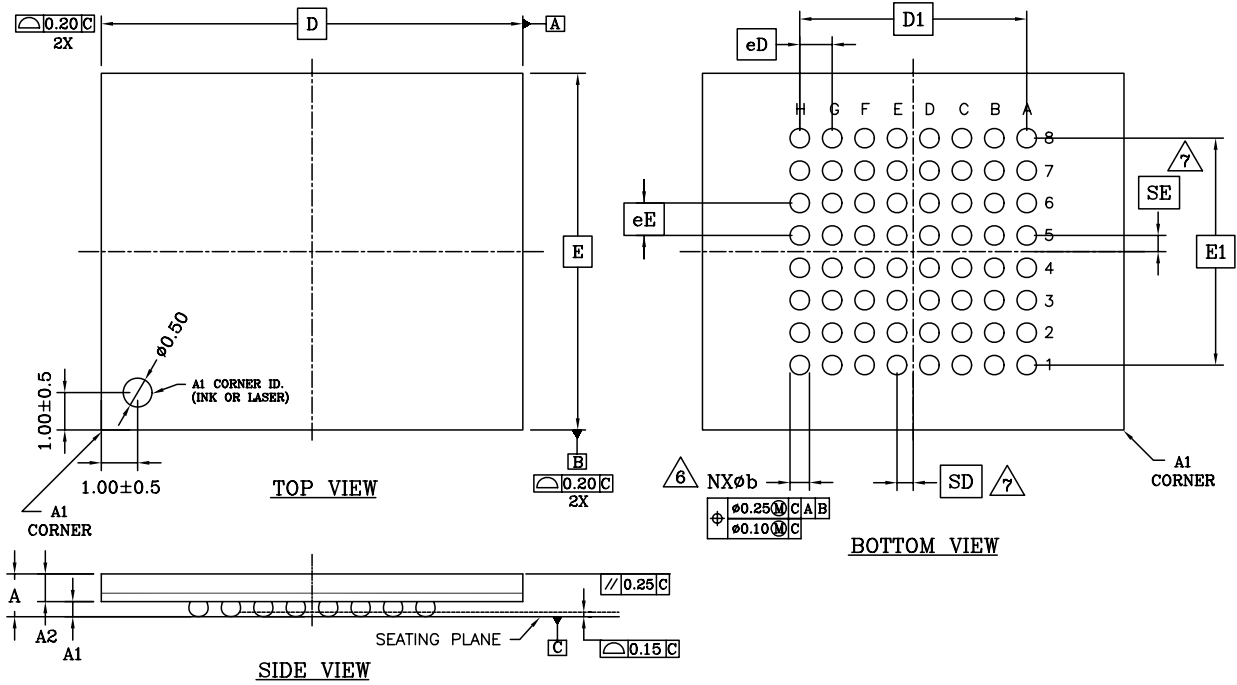 ⌓ 0.20 C
2X
D
A
D1
eD
H G F E D C B A
8
7
6
5
4
3
2
1
7
SE
eE
E1
E
ø0.50
A1 CORNER ID.
(INK OR LASER)
1.00±0.5
1.00±0.5
TOP VIEW
A1
CORNER
B
⌓ 0.20 C
2X
6 NXøb
SD 7
⌖ ø0.25Ⓜ C A B
ø0.10Ⓜ C
A1
CORNER
BOTTOM VIEW
A
A2
A1
// 0.25 C
SEATING PLANE
C
⌓ 0.15 C
SIDE VIEW